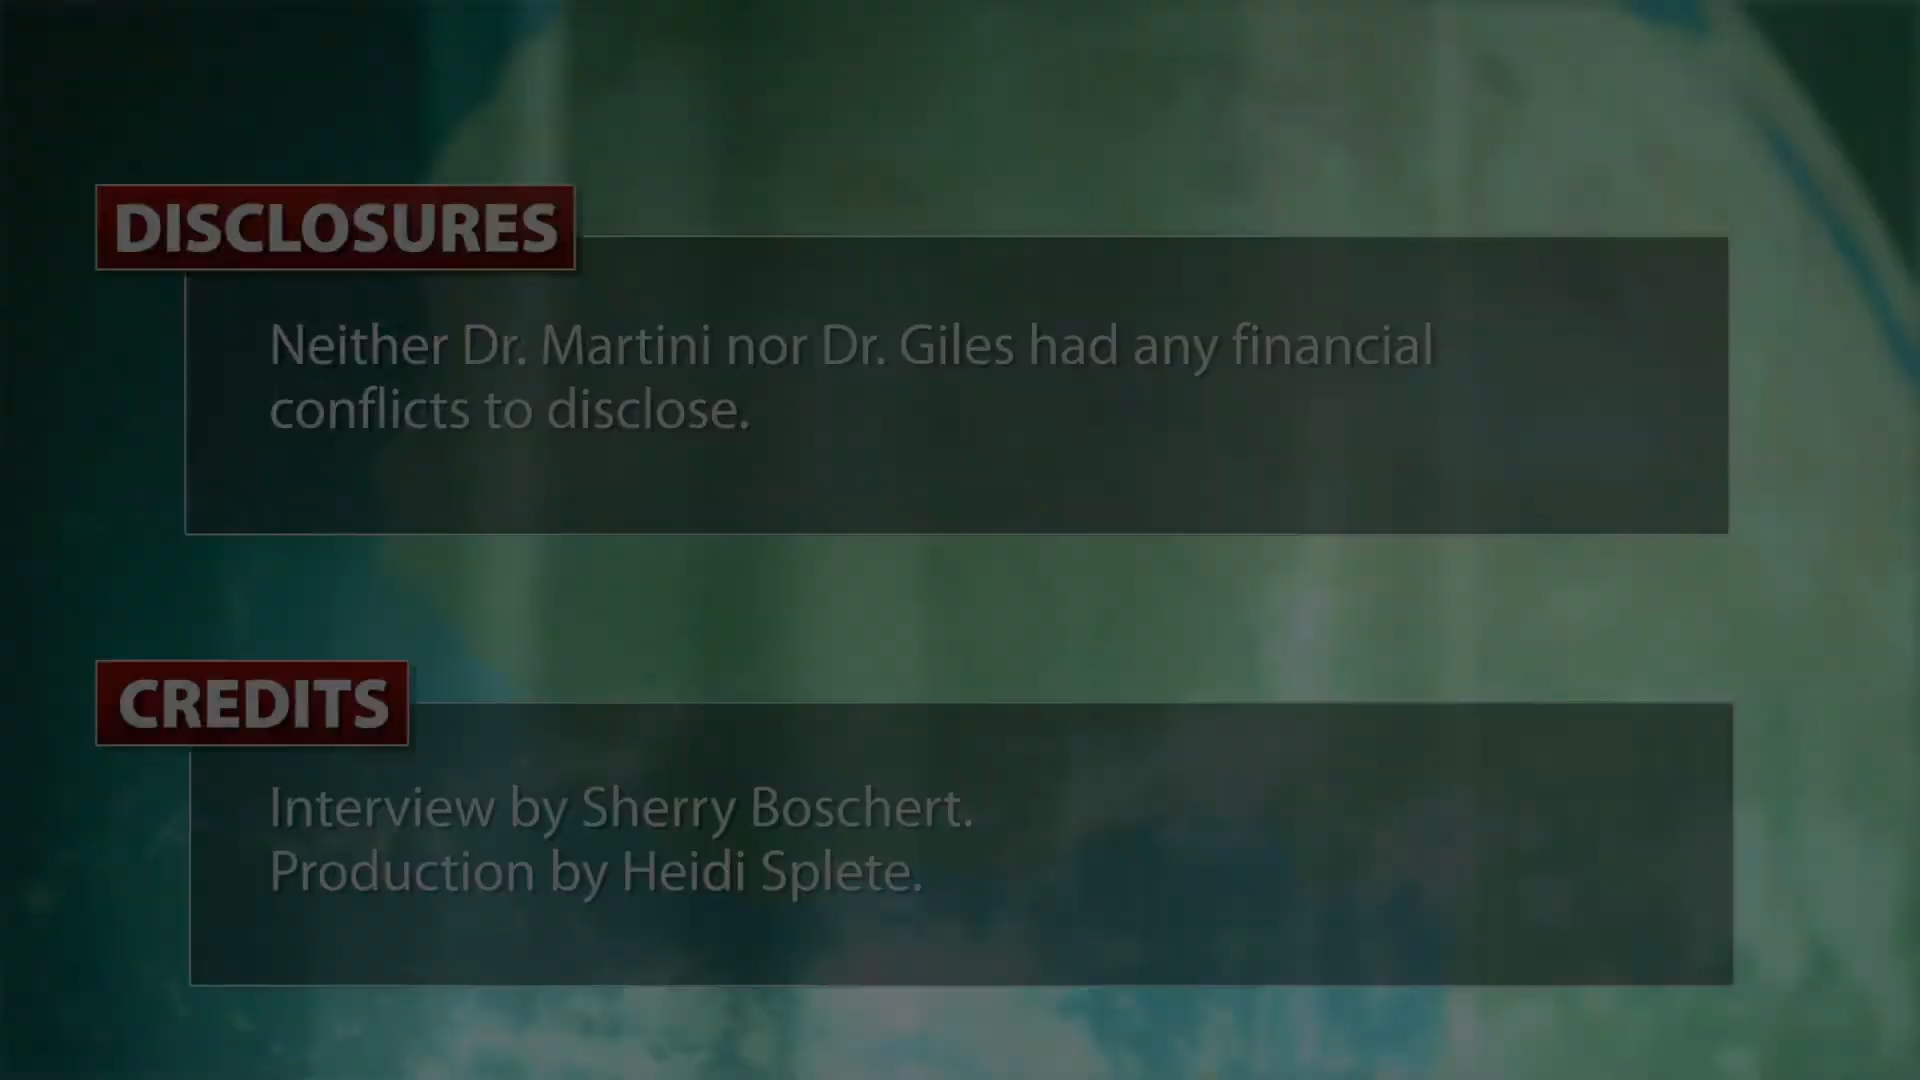 DISCLOSURES
Neither Dr. Martini nor Dr. Giles had any financial
conflicts to disclose.
CREDITS
Interview by Sherry Boschert.
Production by Heidi Splete.